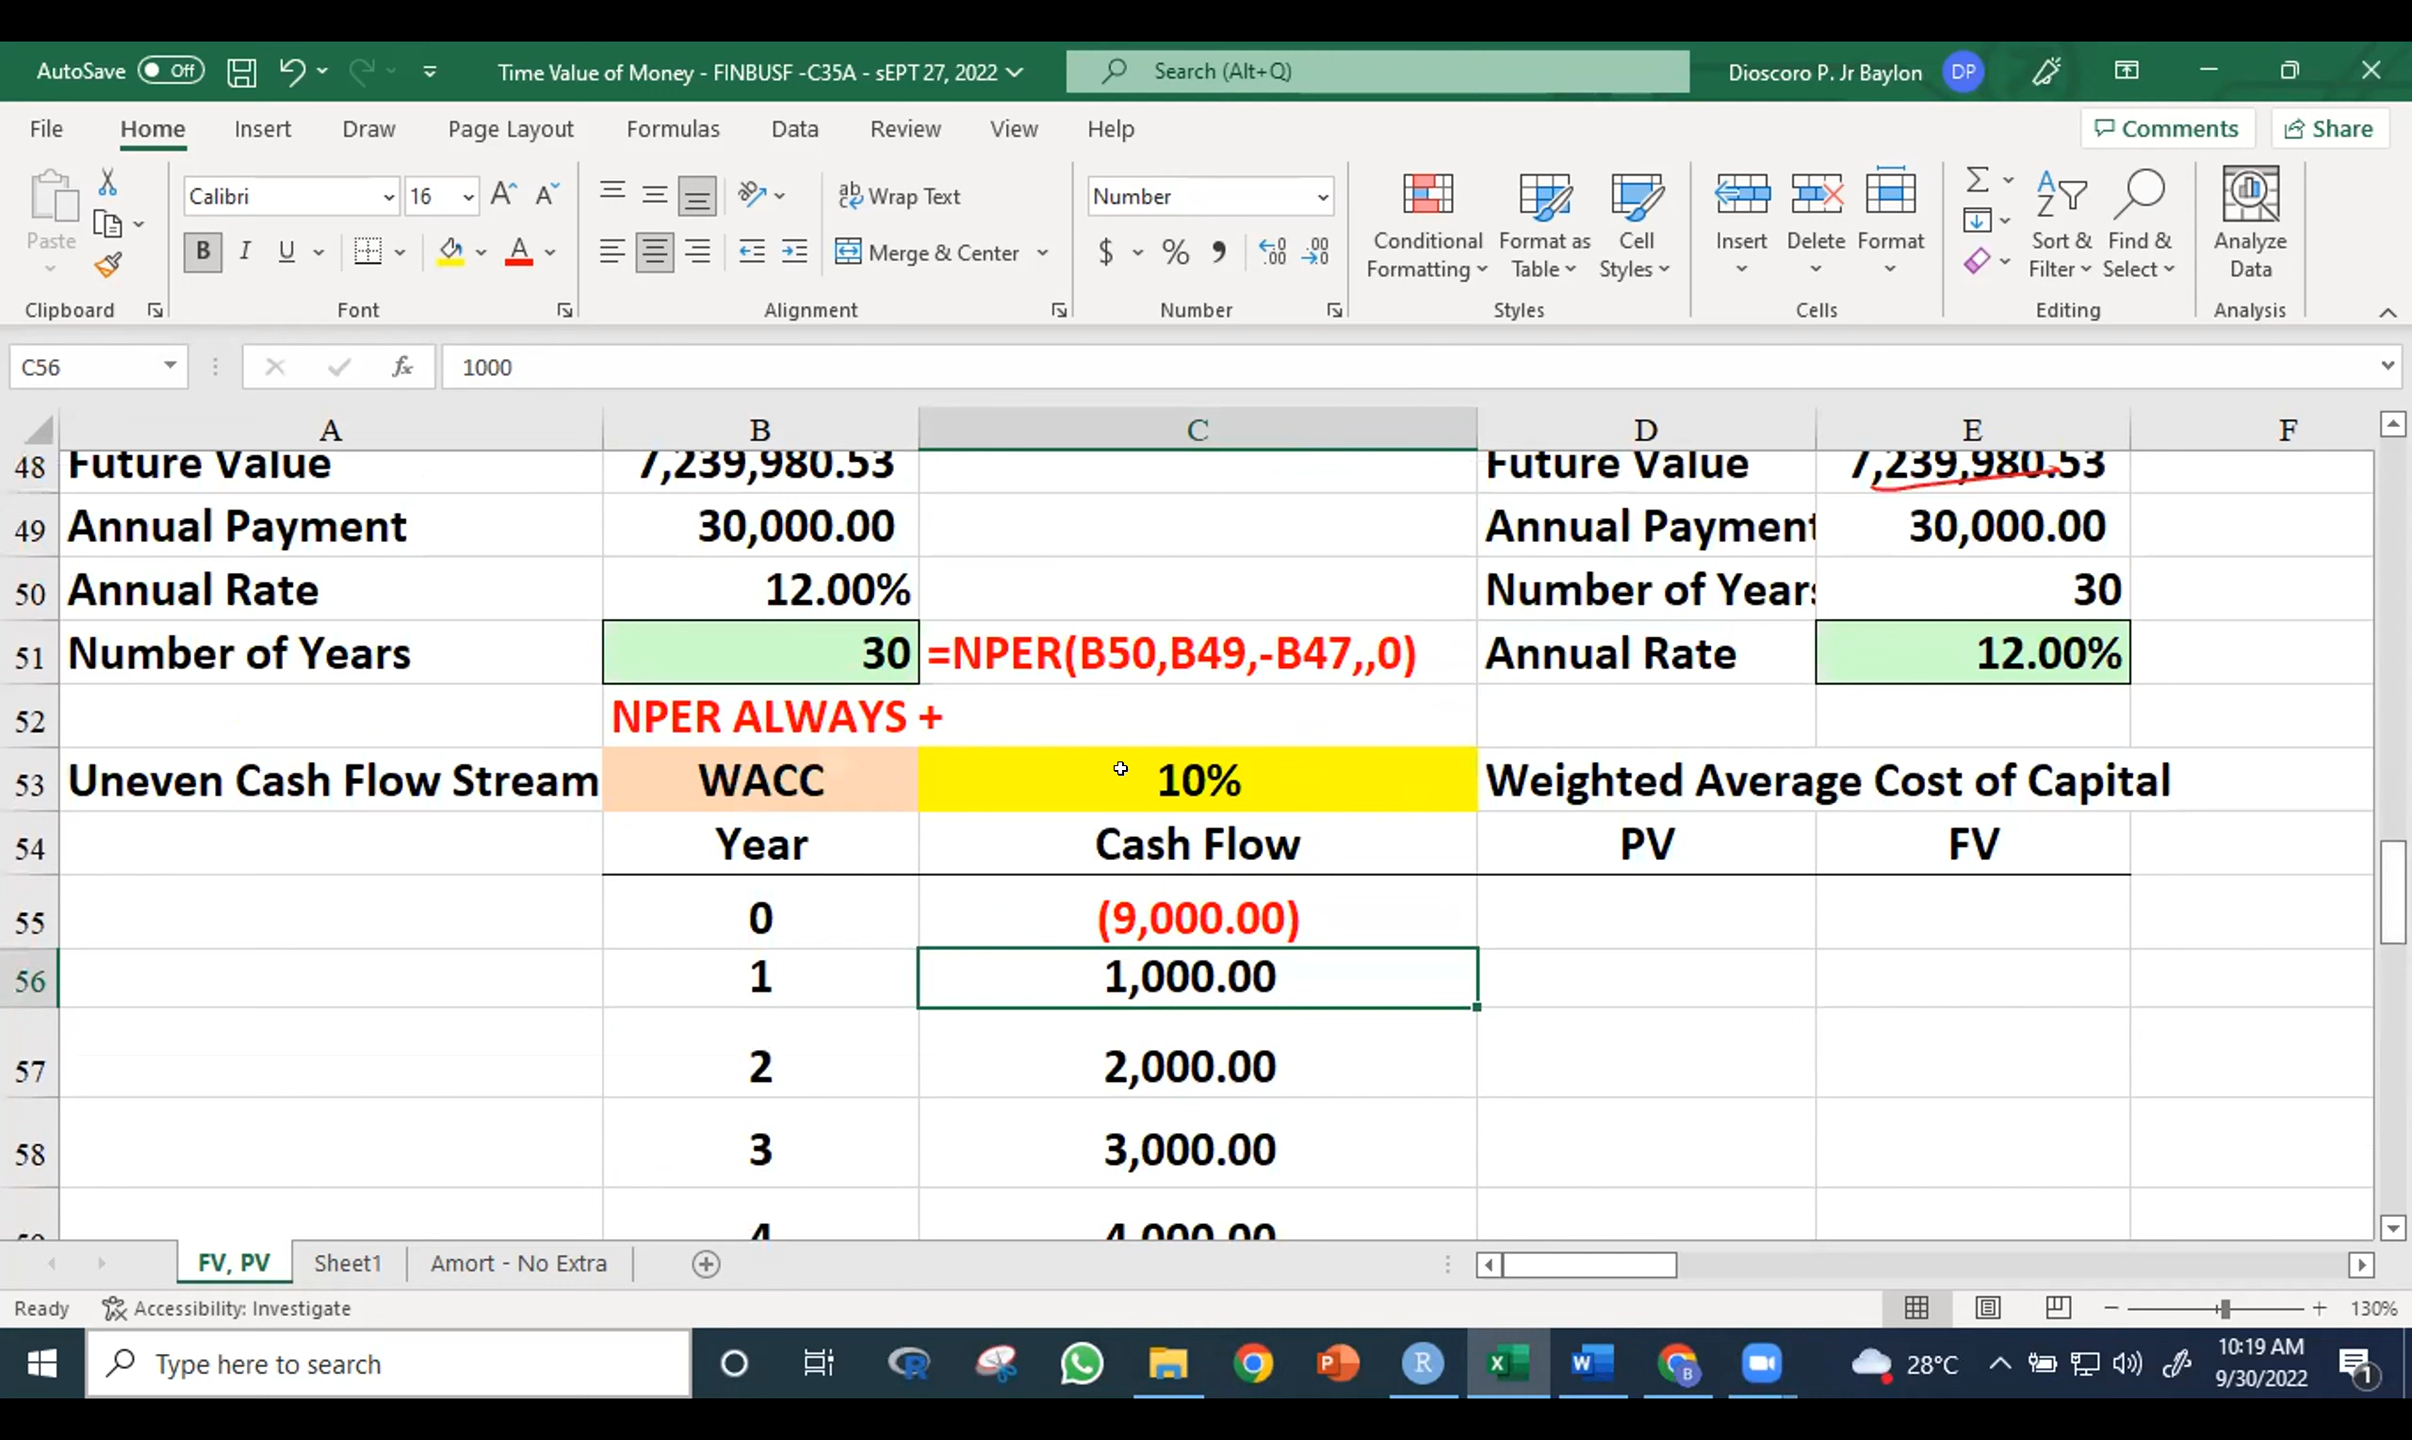 AutoSave Off Time Value of Money - FINBUSF -C35A - sEPT 27, 2022 Search (Alt+Q) Dioscoro P. Jr Baylon DP
File Home Insert Draw Page Layout Formulas Data Review View Help Comments Share
Paste Calibri 16 Wrap Text Number Conditional Formatting Format as Table Cell Styles Insert Delete Format Sort & Filter Find & Select Analyze Data
B I U Merge & Center $ % 9
Clipboard Font Alignment Number Styles Cells Editing Analysis
C56 fx 1000
A B C D E F
48 Future Value 7,239,980.53 Future Value 7,239,980.53
49 Annual Payment 30,000.00 Annual Payment 30,000.00
50 Annual Rate 12.00% Number of Years 30
51 Number of Years 30 =NPER(B50,B49,-B47,,0) Annual Rate 12.00%
52 NPER ALWAYS +
53 Uneven Cash Flow Stream WACC 10% Weighted Average Cost of Capital
54 Year Cash Flow PV FV
55 0 (9,000.00)
56 1 1,000.00
57 2 2,000.00
58 3 3,000.00
4 4,000.00
FV, PV Sheet1 Amort - No Extra
Ready Accessibility: Investigate 130%
Type here to search 28°C 10:19 AM
9/30/2022 1